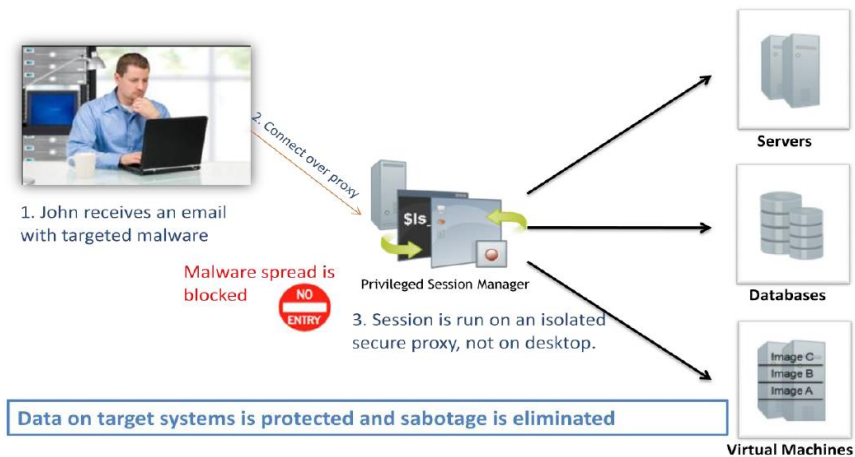 2. Connect over proxy
Servers
1. John receives an email
with targeted malware
$ls_
Malware spread is
blocked
NO
ENTRY
Privileged Session Manager
3. Session is run on an isolated
secure proxy, not on desktop.
Databases
Image C
Image B
Image A
Data on target systems is protected and sabotage is eliminated
Virtual Machines